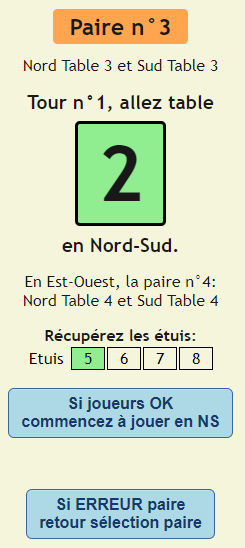 Paire n°3
Nord Table 3 et Sud Table 3
Tour n°1, allez table
2
en Nord-Sud.
En Est-Ouest, la paire n°4:
Nord Table 4 et Sud Table 4
Récupérez les étuis:
Etuis 5 6 7 8
Si joueurs OK
commencez à jouer en NS
Si ERREUR paire
retour sélection paire